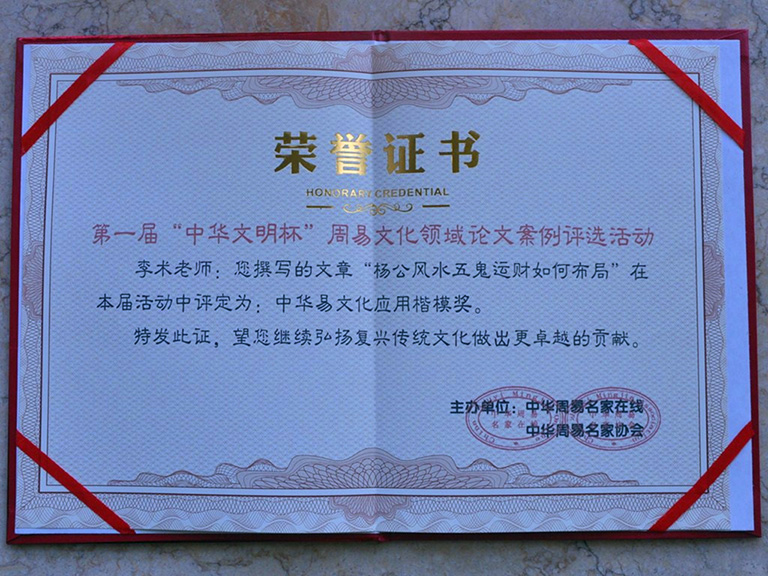 荣誉证书
HONORARY CREDENTIAL
第一届“中华文明杯”周易文化领域论文案例评选活动
李术老师：您撰写的文章“杨公风水五鬼运财如何布局”在
本届活动中评定为：中华易文化应用楷模奖。
特发此证，望您继续弘扬复兴传统文化做出更卓越的贡献。
主办单位：中华周易名家在线
中华周易名家协会